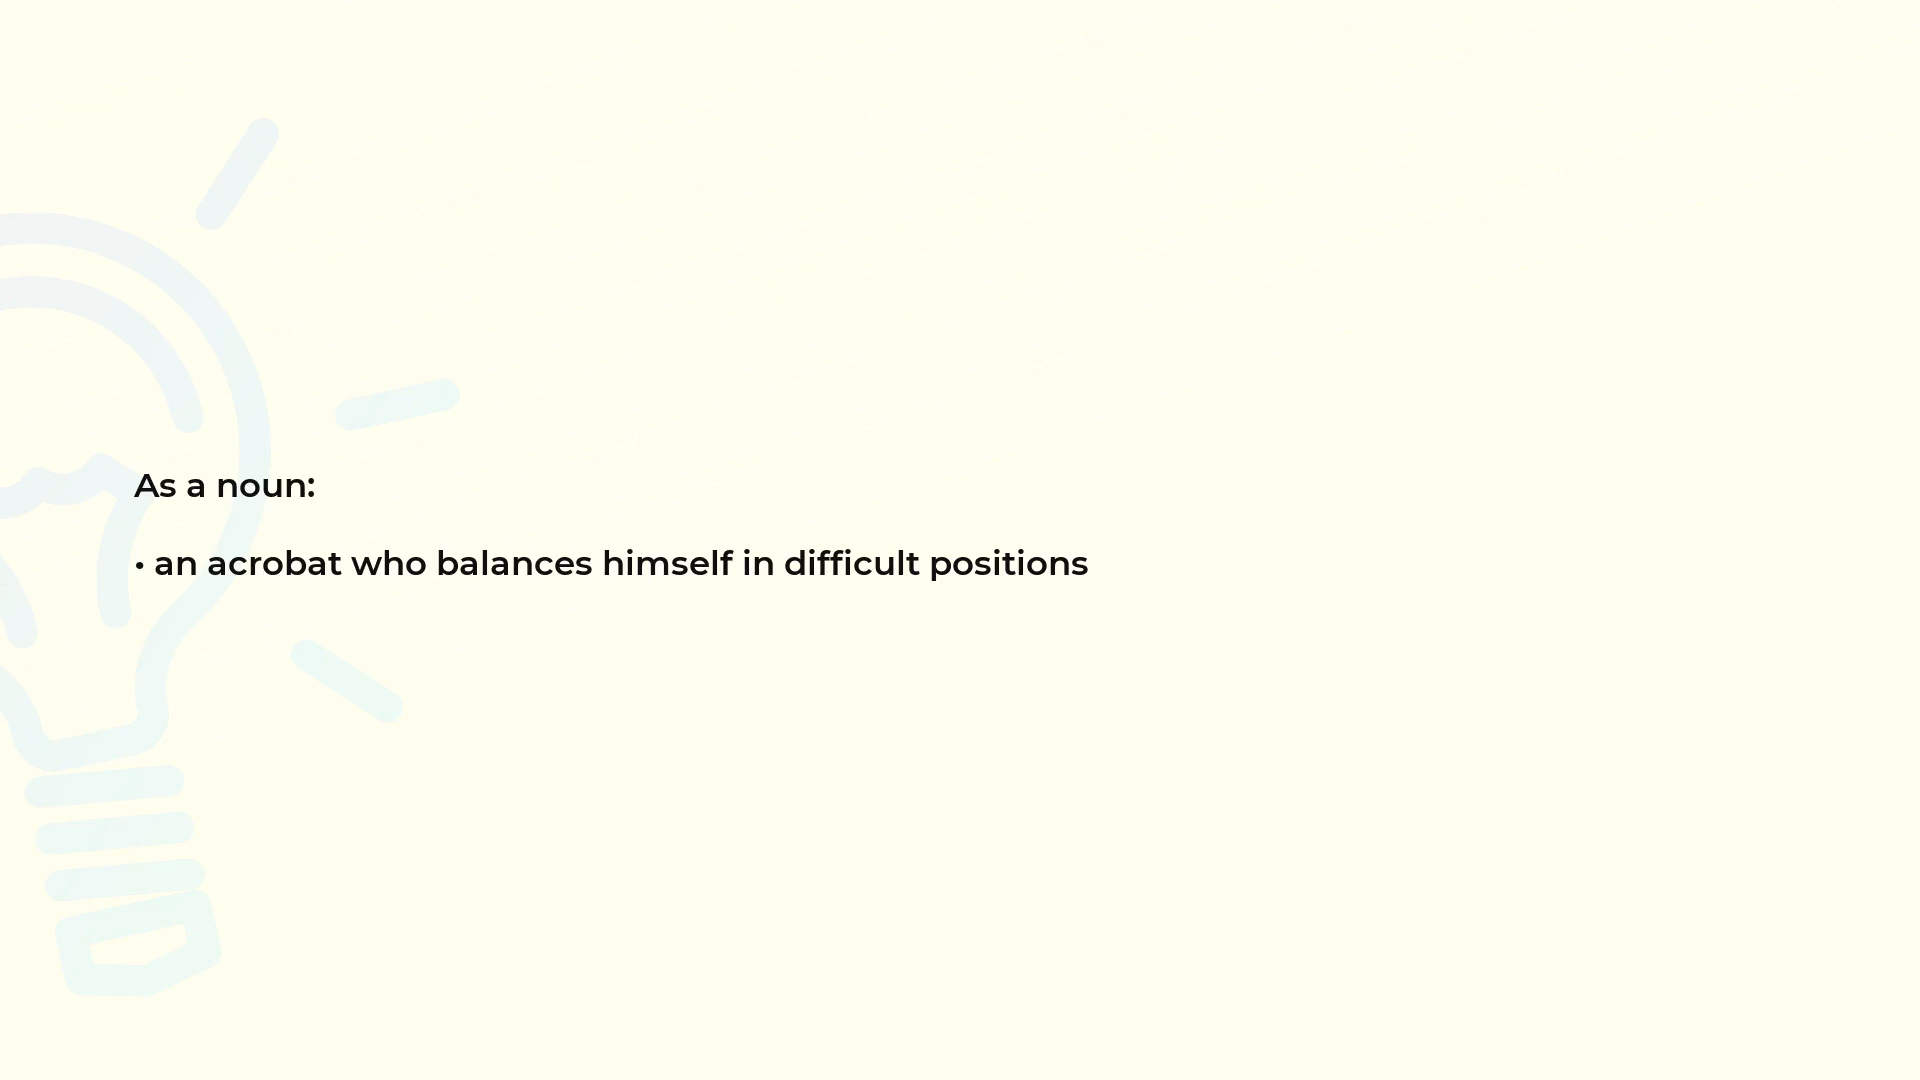 As a noun:
• an acrobat who balances himself in difficult positions